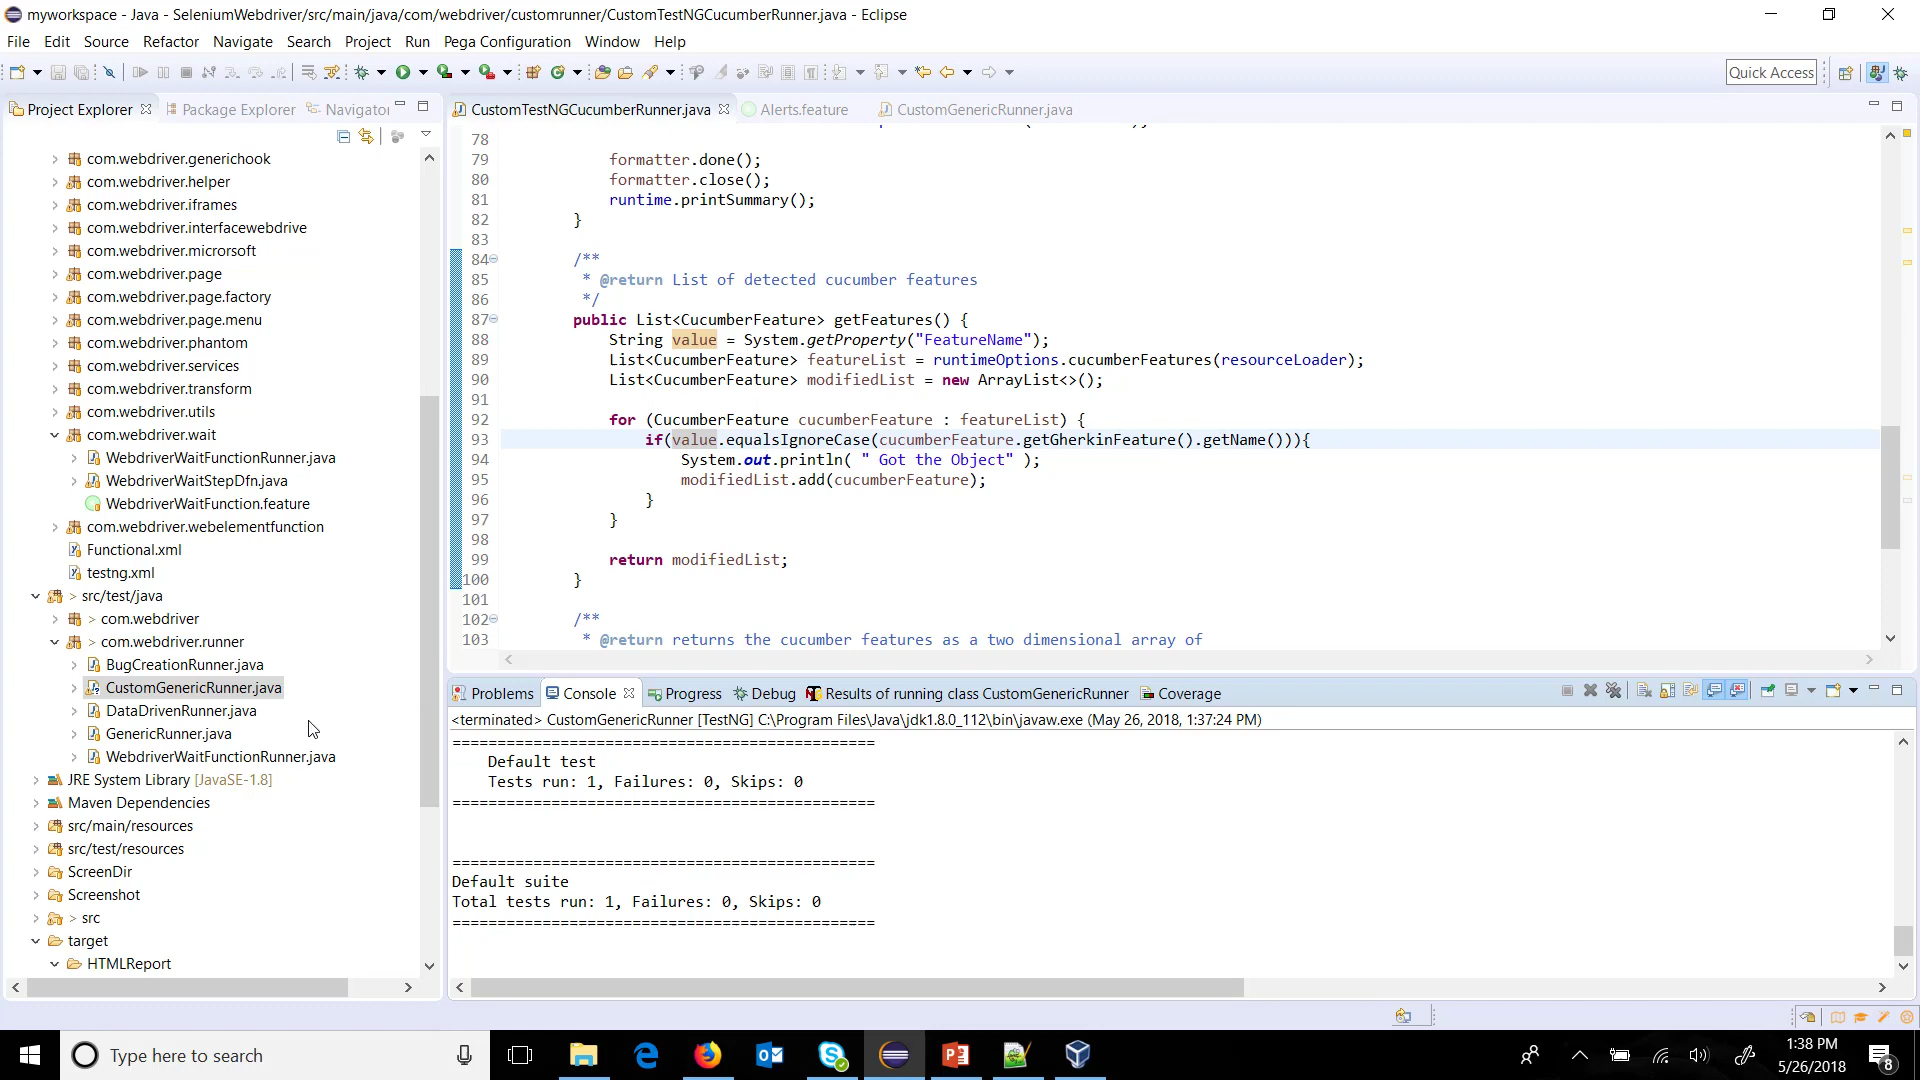 myworkspace - Java - SeleniumWebdriver/src/main/java/com/webdriver/customrunner/CustomTestNGCucumberRunner.java - Eclipse
File Edit Source Refactor Navigate Search Project Run Pega Configuration Window Help
Quick Access
Project Explorer Package Explorer Navigator
CustomTestNGCucumberRunner.java Alerts.feature CustomGenericRunner.java
com.webdriver.generichook
com.webdriver.helper
com.webdriver.iframes
com.webdriver.interfacewebdrive
com.webdriver.microrsoft
com.webdriver.page
com.webdriver.page.factory
com.webdriver.page.menu
com.webdriver.phantom
com.webdriver.services
com.webdriver.transform
com.webdriver.utils
com.webdriver.wait
WebdriverWaitFunctionRunner.java
WebdriverWaitStepDfn.java
WebdriverWaitFunction.feature
com.webdriver.webelementfunction
Functional.xml
testng.xml
> src/test/java
> com.webdriver
> com.webdriver.runner
BugCreationRunner.java
CustomGenericRunner.java
DataDrivenRunner.java
GenericRunner.java
WebdriverWaitFunctionRunner.java
JRE System Library [JavaSE-1.8]
Maven Dependencies
src/main/resources
src/test/resources
ScreenDir
Screenshot
> src
target
HTMLReport
78
79 formatter.done();
80 formatter.close();
81 runtime.printSummary();
82 }
83
84 /**
85 * @return List of detected cucumber features
86 */
87 public List<CucumberFeature> getFeatures() {
88 String value = System.getProperty("FeatureName");
89 List<CucumberFeature> featureList = runtimeOptions.cucumberFeatures(resourceLoader);
90 List<CucumberFeature> modifiedList = new ArrayList<>();
91
92 for (CucumberFeature cucumberFeature : featureList) {
93 if(value.equalsIgnoreCase(cucumberFeature.getGherkinFeature().getName())){
94 System.out.println( " Got the Object" );
95 modifiedList.add(cucumberFeature);
96 }
97 }
98
99 return modifiedList;
100 }
101
102 /**
103 * @return returns the cucumber features as a two dimensional array of
Problems Console Progress Debug Results of running class CustomGenericRunner Coverage
<terminated> CustomGenericRunner [TestNG] C:\Program Files\Java\jdk1.8.0_112\bin\javaw.exe (May 26, 2018, 1:37:24 PM)
===============================================
Default test
Tests run: 1, Failures: 0, Skips: 0
===============================================
===============================================
Default suite
Total tests run: 1, Failures: 0, Skips: 0
===============================================
Type here to search
1:38 PM
5/26/2018
8